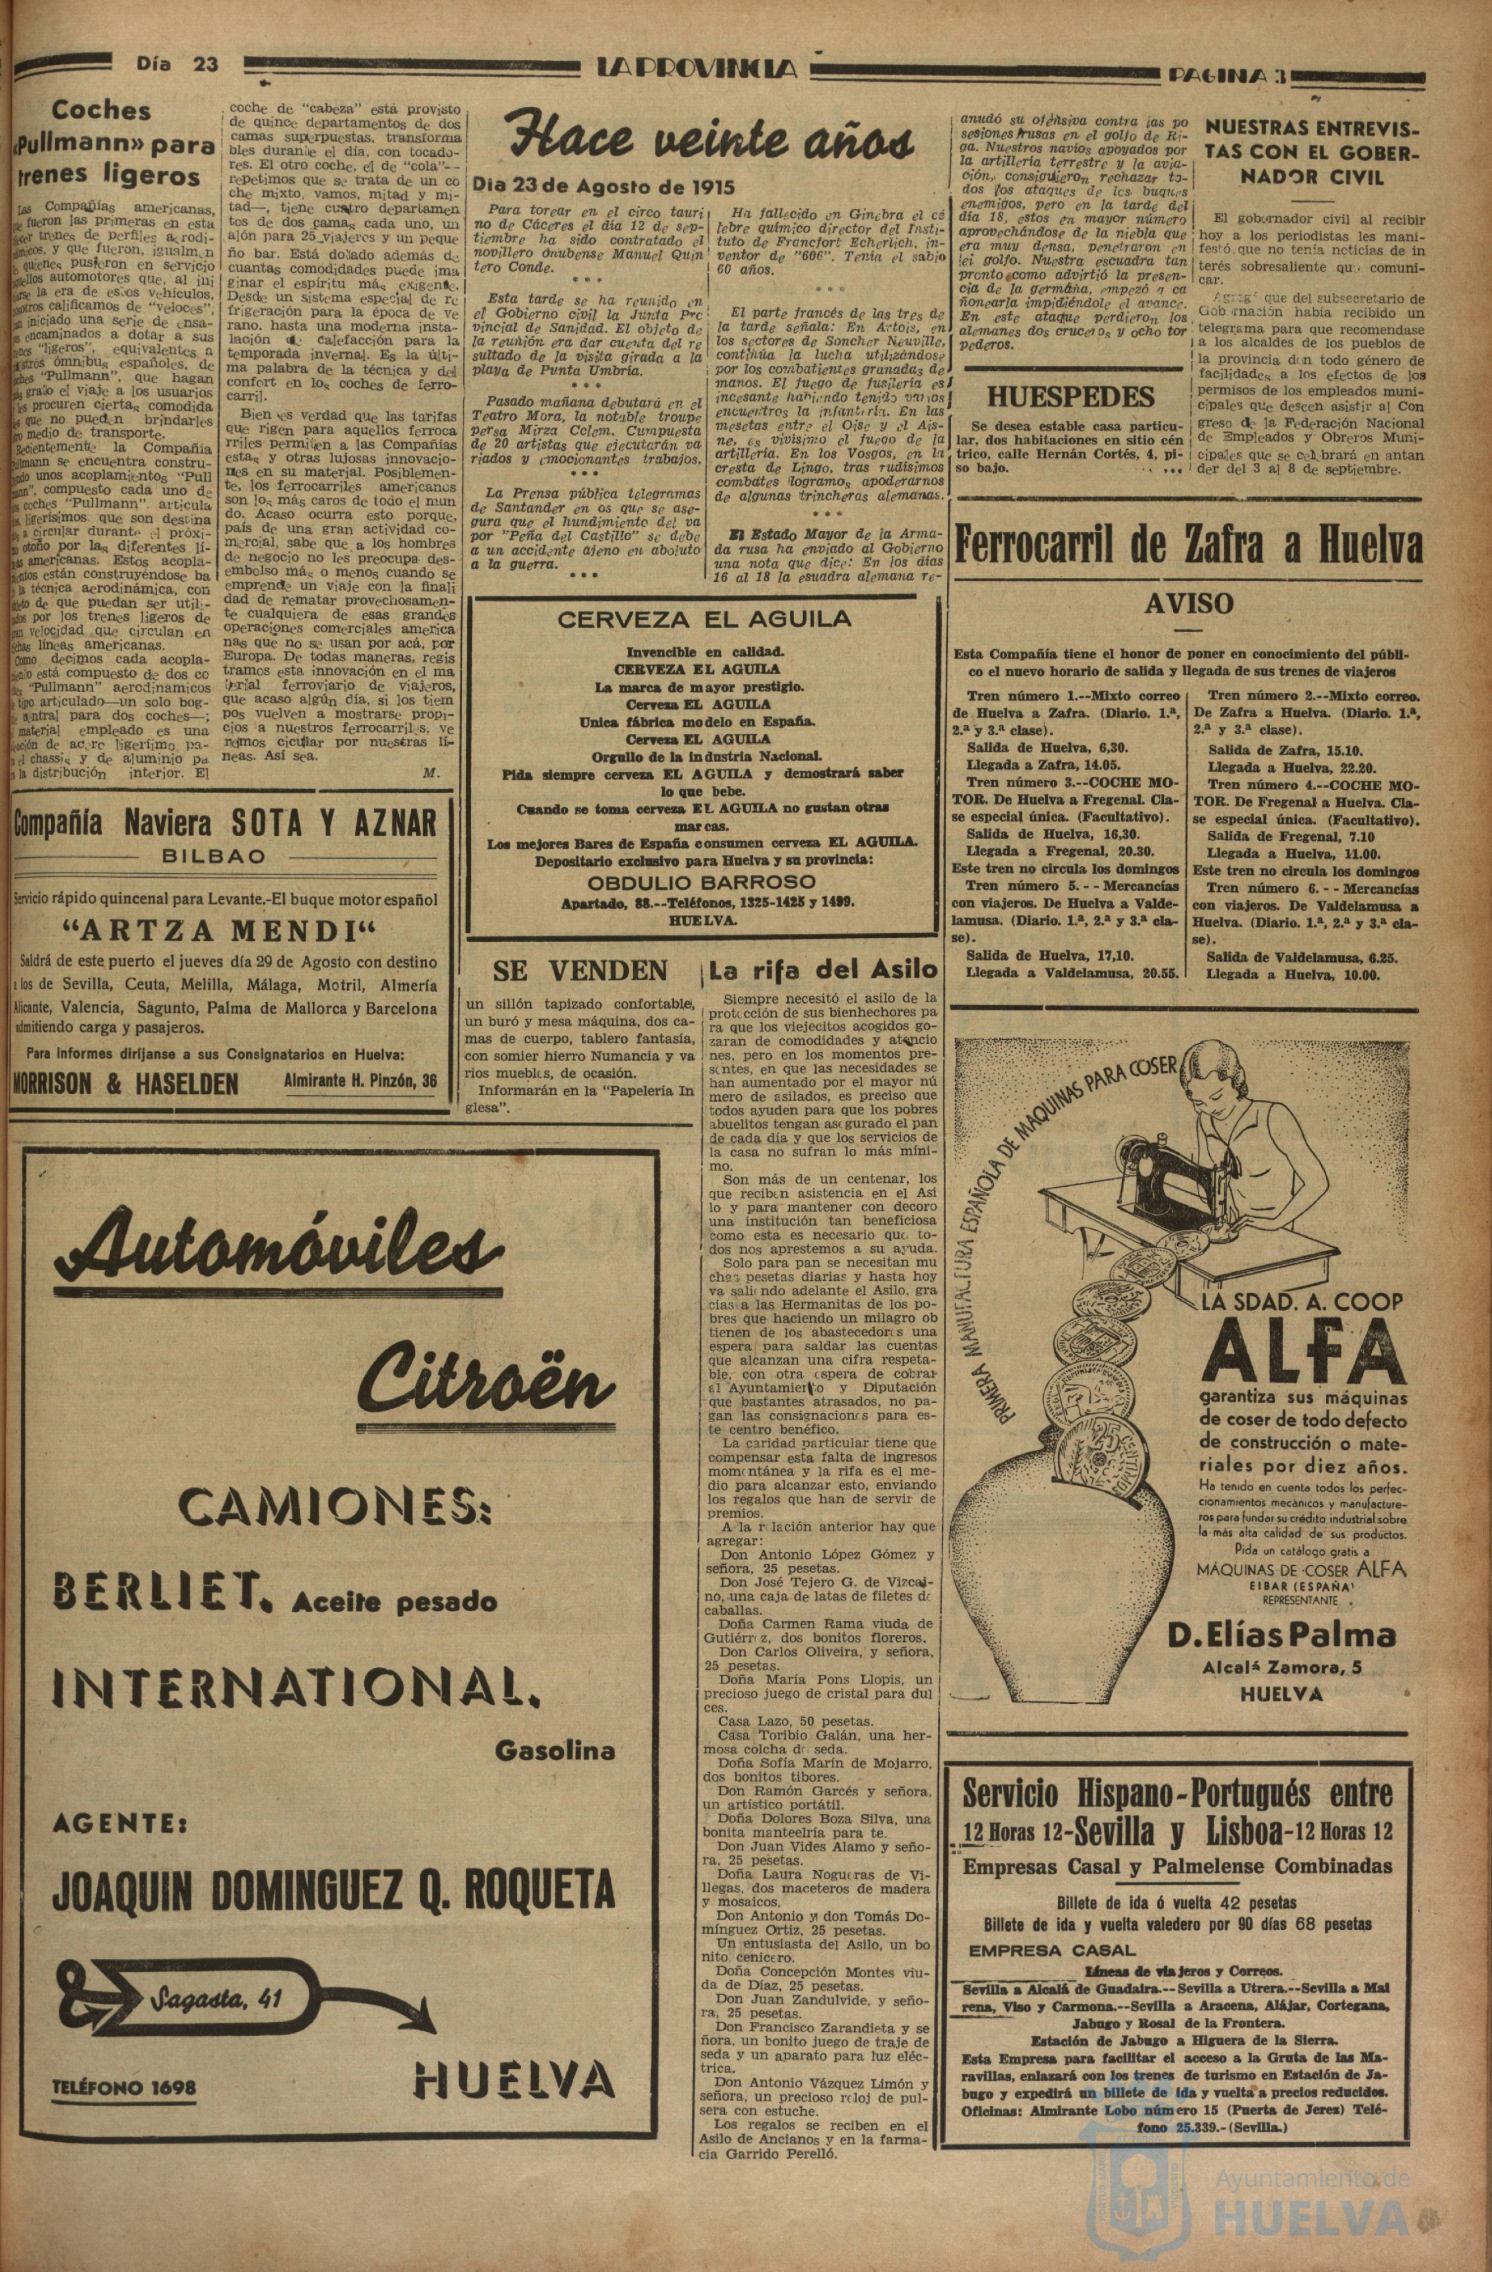 Día 23
LA PROVINCIA
PAGINA 3
Coches
«Pullmann» para
trenes ligeros
Las Compañías americanas,
fueron las primeras en esta
trenes de perfiles aerodi-
y que fueron, igualmen
quienes pusieron en servicio
automotores que, al ini
la era de estos vehículos,
calificamos de "veloces",
iniciado una serie de ensa-
encaminados a dotar a sus
"ligeros", equivalentes a
ómnibus españoles, de
"Pullmann", que hagan
grato el viaje a los usuarios
procuren ciertas comodida
que no pueden brindarles
medio de transporte.
Recientemente la Compañía
se encuentra constru-
unos acoplamientos "Pull
compuesto cada uno de
coches "Pullmann" articula
ligerísimos que son destina
a circular durante el próxi-
otoño por las diferentes lí-
americanas. Estos acopla-
están construyéndose ba
la técnica aerodinámica, con
de que puedan ser utili-
por los trenes ligeros de
velocidad que circulan en
líneas americanas.
Como decimos cada acopla-
está compuesto de dos co
"Pullmann" aerodinámicos
tipo articulado—un solo bog-
central para dos coches—;
material empleado es una
de acero ligerísimo pa-
el chassis y de aluminio pa
la distribución interior. El
coche de "cabeza" está provisto
de quince departamentos de dos
camas superpuestas, transforma
bles durante el día, con tocado-
res. El otro coche, el de "cola"--
repetimos que se trata de un co
che mixto, vamos, mitad y mi-
tad—, tiene cuatro departamen
tos de dos camas cada uno, un
salón para 25 viajeros y un peque
ño bar. Está dotado además de
cuantas comodidades puede ima
ginar el espíritu más exigente.
Desde un sistema especial de re
frigeración para la época de ve
rano, hasta una moderna insta-
lación de calefacción para la
temporada invernal. Es la últi-
ma palabra de la técnica y del
confort en los coches de ferro-
carril.
Bien es verdad que las tarifas
que rigen para aquellos ferroca
rriles permiten a las Compañías
estas y otras lujosas innovacio-
nes en su material. Posiblemen-
te, los ferrocarriles americanos
son los más caros de todo el mun
do. Acaso ocurra esto porque,
país de una gran actividad co-
mercial, sabe que a los hombres
de negocio no les preocupa des-
embolso más o menos cuando se
emprende un viaje con la finali
dad de rematar provechosamen-
te cualquiera de esas grandes
operaciones comerciales america
nas que no se usan por acá, por
Europa. De todas maneras, regis
tramos esta innovación en el ma
terial ferroviario de viajeros,
que acaso algún día, si los tiem
pos vuelven a mostrarse propi-
cios a nuestros ferrocarriles, ve
remos circular por nuestras lí-
neas. Así sea.
M.
Compañía Naviera SOTA Y AZNAR
BILBAO
Servicio rápido quincenal para Levante.-El buque motor español
“ARTZA MENDI“
Saldrá de este puerto el jueves día 29 de Agosto con destino
a los de Sevilla, Ceuta, Melilla, Málaga, Motril, Almería
Alicante, Valencia, Sagunto, Palma de Mallorca y Barcelona
admitiendo carga y pasajeros.
Para informes diríjanse a sus Consignatarios en Huelva:
MORRISON & HASELDEN Almirante H. Pinzón, 36
Automóviles
Citroën
CAMIONES:
BERLIET. Aceite pesado
INTERNATIONAL.
Gasolina
AGENTE:
JOAQUIN DOMINGUEZ Q. ROQUETA
Sagasta, 41
HUELVA
TELÉFONO 1698
Hace veinte años
Dia 23 de Agosto de 1915
Para torear en el circo tauri
no de Cáceres el día 12 de sep-
tiembre ha sido contratado el
novillero onubense Manuel Quin
tero Conde.
* * *
Esta tarde se ha reunido en
el Gobierno civil la Junta Pro
vincial de Sanidad. El objeto de
la reunión era dar cuenta del re
sultado de la visita girada a la
playa de Punta Umbría.
* * *
Pasado mañana debutará en el
Teatro Mora, la notable troupe
persa Mirza Colem. Cumpuesta
de 20 artistas que ejecutarán va
riados y emocionantes trabajos.
* * *
La Prensa pública telegramas
de Santander en os que se ase-
gura que el hundimiento del va
por "Peña del Castillo" se debe
a un accidente ajeno en aboluto
a la guerra.
* * *
Ha fallecido en Ginebra el cé
lebre químico director del Insti-
tuto de Francfort Echerlich, in-
ventor de "606". Tenía el sabio
60 años.
* * *
El parte francés de las tres de
la tarde señala: En Artois, en
los sectores de Soncher Neuville,
continúa la lucha utilizándose
por los combatientes granadas de
manos. El fuego de fusilería es
incesante habiendo tenido varios
encuentros la infantería. En las
mesetas entre el Oise y el Ais-
ne, es vivísimo el fuego de la
artillería. En los Vosgos, en la
cresta de Lingo, tras rudísimos
combates logramos apoderarnos
de algunas trincheras alemanas.
* * *
El Estado Mayor de la Arma-
da rusa ha enviado al Gobierno
una nota que dice: En los días
16 al 18 la esuadra alemana re-
anudó su ofensiva contra las po
sesiones rusas en el golfo de Ri-
ga. Nuestros navíos apoyados por
la artillería terrestre y la avia-
ción, consiguieron rechazar to-
dos los ataques de los buques
enemigos, pero en la tarde del
día 18, estos en mayor número
aprovechándose de la niebla que
era muy densa, penetraron en
el golfo. Nuestra escuadra tan
pronto como advirtió la presen-
cia de la germana, empezó a ca
ñonearla impidiéndole el avance.
En este ataque perdieron los
alemanes dos cruceros y ocho tor
pederos.
CERVEZA EL AGUILA
Invencible en calidad.
CERVEZA EL AGUILA
La marca de mayor prestigio.
Cerveza EL AGUILA
Unica fábrica modelo en España.
Cerveza EL AGUILA
Orgullo de la industria Nacional.
Pida siempre cerveza EL AGUILA y demostrará saber
lo que bebe.
Cuando se toma cerveza EL AGUILA no gustan otras
marcas.
Los mejores Bares de España consumen cerveza EL AGUILA.
Depositario exclusivo para Huelva y su provincia:
OBDULIO BARROSO
Apartado, 88.--Teléfonos, 1325-1425 y 1499.
HUELVA.
SE VENDEN
un sillón tapizado confortable,
un buró y mesa máquina, dos ca-
mas de cuerpo, tablero fantasía,
con somier hierro Numancia y va
rios muebles, de ocasión.
Informarán en la "Papelería In
glesa".
La rifa del Asilo
Siempre necesitó el asilo de la
protección de sus bienhechores pa
ra que los viejecitos acogidos go-
zaran de comodidades y atencio
nes, pero en los momentos pre-
sentes, en que las necesidades se
han aumentado por el mayor nú
mero de asilados, es preciso que
todos ayuden para que los pobres
abuelitos tengan asegurado el pan
de cada día y que los servicios de
la casa no sufran lo más míni-
mo.
Son más de un centenar, los
que reciben asistencia en el Asi
lo y para mantener con decoro
una institución tan beneficiosa
como esta es necesario que to-
dos nos aprestemos a su ayuda.
Solo para pan se necesitan mu
chas pesetas diarias y hasta hoy
va saliendo adelante el Asilo, gra
cias a las Hermanitas de los po-
bres que haciendo un milagro ob
tienen de los abastecedores una
espera para saldar las cuentas
que alcanzan una cifra respeta-
ble, con otra espera de cobrar
al Ayuntamiento y Diputación
que bastantes atrasados, no pa-
gan las consignaciones para es-
te centro benéfico.
La caridad particular tiene que
compensar esta falta de ingresos
momentánea y la rifa es el me-
dio para alcanzar esto, enviando
los regalos que han de servir de
premios.
A la relación anterior hay que
agregar:
Don Antonio López Gómez y
señora, 25 pesetas.
Don José Tejero G. de Vizcaí-
no, una caja de latas de filetes de
caballas.
Doña Carmen Rama viuda de
Gutiérrez, dos bonitos floreros.
Don Carlos Oliveira, y señora,
25 pesetas.
Doña María Pons Llopis, un
precioso juego de cristal para dul
ces.
Casa Lazo, 50 pesetas.
Casa Toribio Galán, una her-
mosa colcha de seda.
Doña Sofía Marín de Mojarro,
dos bonitos tibores.
Don Ramón Garcés y señora,
un artístico portátil.
Doña Dolores Boza Silva, una
bonita manteelría para te.
Don Juan Vides Alamo y seño-
ra, 25 pesetas.
Doña Laura Nogueras de Vi-
llegas, dos maceteros de madera
y mosaicos.
Don Antonio y don Tomás Do-
mínguez Ortiz, 25 pesetas.
Un entusiasta del Asilo, un bo
nito cenicero.
Doña Concepción Montes viu-
da de Díaz, 25 pesetas.
Don Juan Zandulvide, y seño-
ra, 25 pesetas.
Don Francisco Zarandieta y se
ñora, un bonito juego de traje de
seda y un aparato para luz eléc-
trica.
Don Antonio Vázquez Limón y
señora, un precioso reloj de pul-
sera con estuche.
Los regalos se reciben en el
Asilo de Ancianos y en la farma-
cia Garrido Perelló.
HUESPEDES
Se desea estable casa particu-
lar, dos habitaciones en sitio cén
trico, calle Hernán Cortés, 4, pi-
so bajo.
NUESTRAS ENTREVIS-
TAS CON EL GOBER-
NADOR CIVIL
El gobernador civil al recibir
hoy a los periodistas les mani-
festó que no tenía noticias de in
terés sobresaliente que comuni-
car.
Agregó que del subsecretario de
Gobernación había recibido un
telegrama para que recomendase
a los alcaldes de los pueblos de
la provincia den todo género de
facilidades a los efectos de los
permisos de los empleados muni-
cipales que deseen asistir al Con
greso de la Federación Nacional
de Empleados y Obreros Muni-
cipales que se celebrará en antan
der del 3 al 8 de septiembre.
Ferrocarril de Zafra a Huelva
AVISO
Esta Compañía tiene el honor de poner en conocimiento del públi-
co el nuevo horario de salida y llegada de sus trenes de viajeros
Tren número 1.--Mixto correo
de Huelva a Zafra. (Diario. 1.ª,
2.ª y 3.ª clase).
Salida de Huelva, 6,30.
Llegada a Zafra, 14.05.
Tren número 3.--COCHE MO-
TOR. De Huelva a Fregenal. Cla-
se especial única. (Facultativo).
Salida de Huelva, 16,30.
Llegada a Fregenal, 20.30.
Este tren no circula los domingos
Tren número 5. - - Mercancías
con viajeros. De Huelva a Valde-
lamusa. (Diario. 1.ª, 2.ª y 3.ª cla-
se).
Salida de Huelva, 17,10.
Llegada a Valdelamusa, 20.55.
Tren número 2.--Mixto correo.
De Zafra a Huelva. (Diario. 1.ª,
2.ª y 3.ª clase).
Salida de Zafra, 15.10.
Llegada a Huelva, 22.20.
Tren número 4.--COCHE MO-
TOR. De Fregenal a Huelva. Cla-
se especial única. (Facultativo).
Salida de Fregenal, 7.10
Llegada a Huelva, 11.00.
Este tren no circula los domingos
Tren número 6. - - Mercancías
con viajeros. De Valdelamusa a
Huelva. (Diario. 1.ª, 2.ª y 3.ª cla-
se).
Salida de Valdelamusa, 6.25.
Llegada a Huelva, 10.00.
PRIMERA MANUFACTURA ESPAÑOLA DE MAQUINAS PARA COSER
25 CENTIMOS
LA SDAD. A. COOP
ALFA
garantiza sus máquinas
de coser de todo defecto
de construcción o mate-
riales por diez años.
Ha tenido en cuenta todos los perfec-
cionamientos mecánicos y manufacture-
ros para fundar su crédito industrial sobre
la más alta calidad de sus productos.
Pida un catálogo gratis a
MÁQUINAS DE COSER ALFA
EIBAR (ESPAÑA)
REPRESENTANTE
D. Elías Palma
Alcalá Zamora, 5
HUELVA
Servicio Hispano-Portugués entre
12 Horas 12-Sevilla y Lisboa-12 Horas 12
Empresas Casal y Palmelense Combinadas
Billete de ida ó vuelta 42 pesetas
Billete de ida y vuelta valedero por 90 días 68 pesetas
EMPRESA CASAL
Líneas de viajeros y Correos.
Sevilla a Alcalá de Guadaira.--Sevilla a Utrera.--Sevilla a Mai
rena, Viso y Carmona.--Sevilla a Aracena, Alájar, Cortegana,
Jabugo y Rosal de la Frontera.
Estación de Jabugo a Higuera de la Sierra.
Esta Empresa para facilitar el acceso a la Gruta de las Ma-
ravillas, enlazará con los trenes de turismo en Estación de Ja-
bugo y expedirá un billete de ida y vuelta a precios reducidos.
Oficinas: Almirante Lobo número 15 (Puerta de Jerez) Telé-
fono 25.339.-(Sevilla.)
Ayuntamiento de
HUELVA